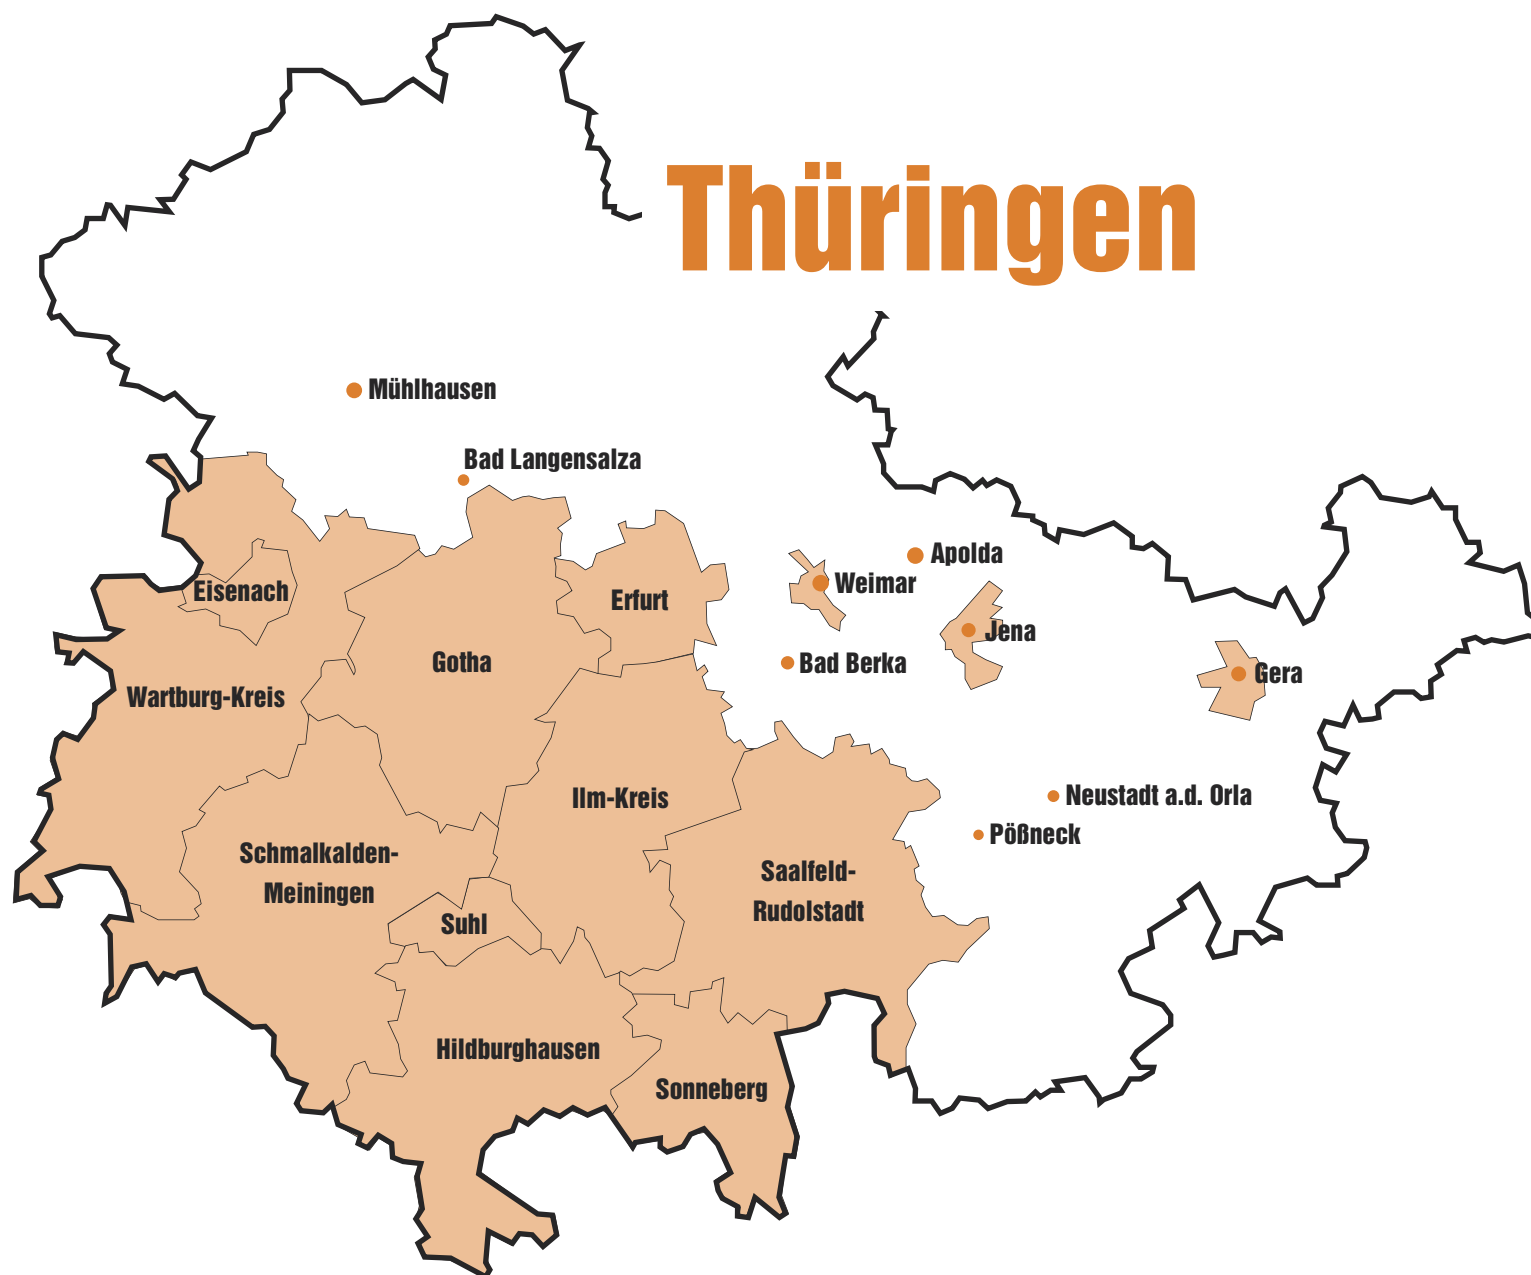 Thüringen
Mühlhausen
Bad Langensalza
Apolda
Eisenach
Erfurt
Weimar
Jena
Gotha
Bad Berka
Gera
Wartburg-Kreis
Ilm-Kreis
Neustadt a.d. Orla
Pößneck
Schmalkalden-
Meiningen
Saalfeld-
Rudolstadt
Suhl
Hildburghausen
Sonneberg